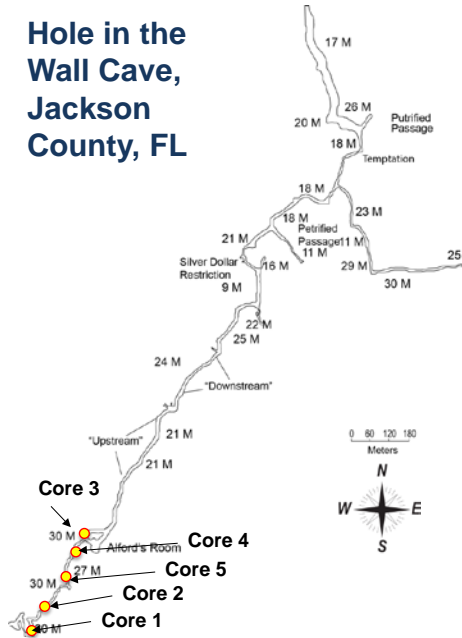 Hole in the
Wall Cave,
Jackson
County, FL
17 M
26 M
20 M
Putrified
Passage
18 M
Temptation
18 M
18 M
23 M
Petrified
Passage
11 M
21 M
11 M
Silver Dollar
Restriction
16 M
29 M
25
9 M
30 M
22 M
25 M
24 M
"Downstream"
"Upstream"
21 M
21 M
0 60 120 180
Meters
N
W E
S
Core 3
30 M
Alford's Room
Core 4
27 M
Core 5
30 M
Core 2
Core 1